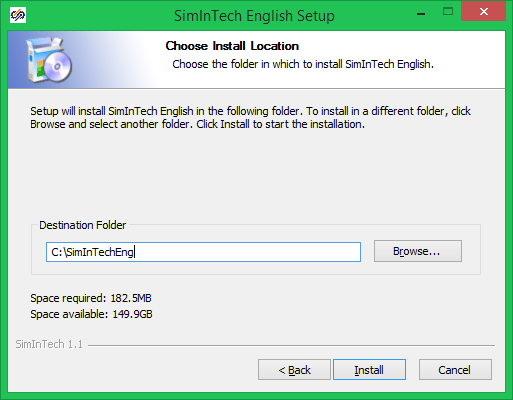 SimInTech English Setup
Choose Install Location
Choose the folder in which to install SimInTech English.
Setup will install SimInTech English in the following folder. To install in a different folder, click
Browse and select another folder. Click Install to start the installation.
Destination Folder
C:\SimInTechEng
Browse...
Space required: 182.5MB
Space available: 149.9GB
SimInTech 1.1
< Back
Install
Cancel